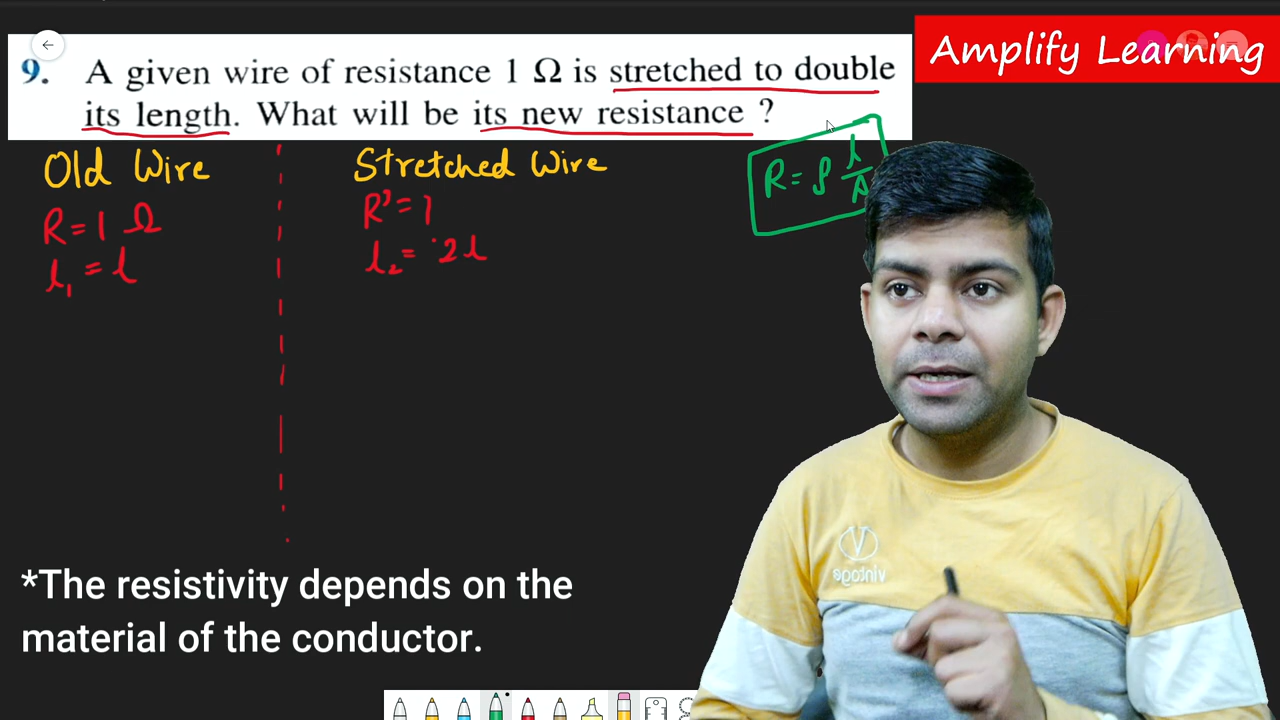 Amplify Learning
9. A given wire of resistance 1 Ω is stretched to double
its length. What will be its new resistance ?
Old Wire
R = 1 Ω
l₁ = l
Stretched Wire
R' = ?
l₂ = 2l
R = ρ l/A
*The resistivity depends on the
material of the conductor.
vintage